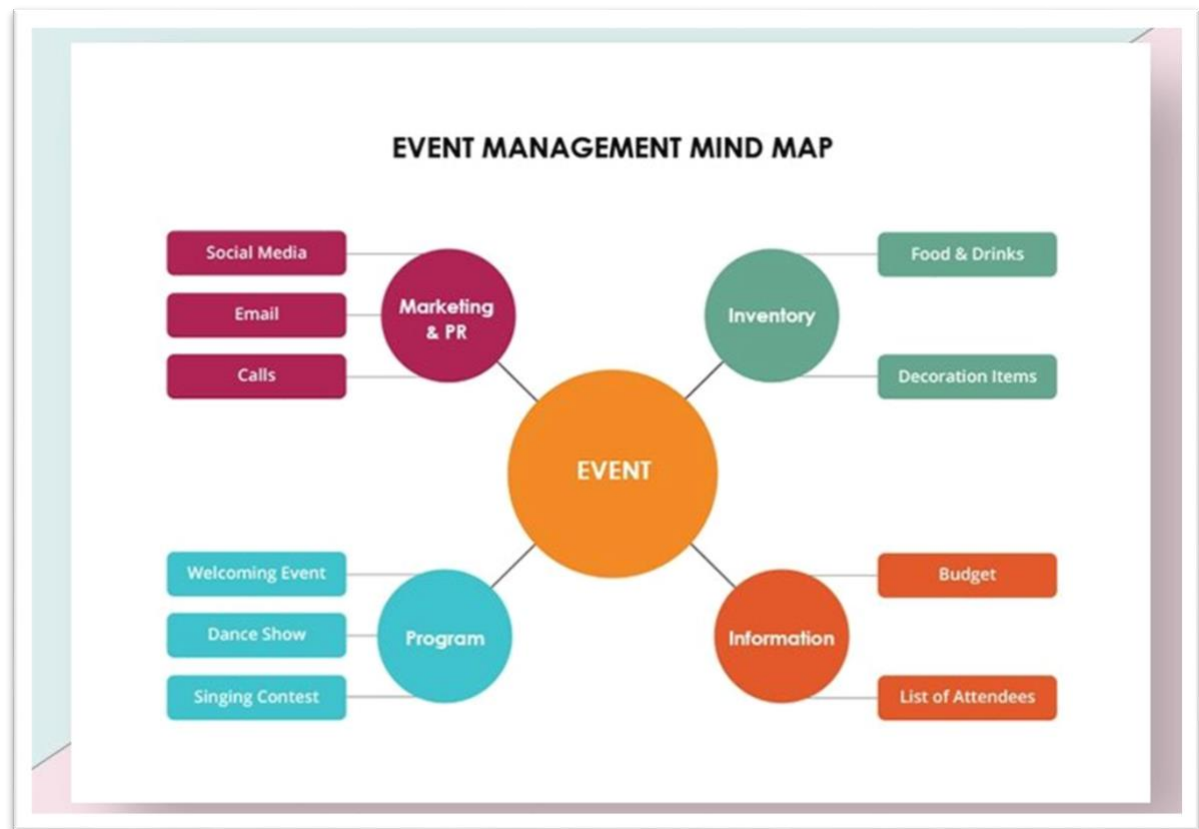 EVENT MANAGEMENT MIND MAP
Social Media
Email
Calls
Marketing
& PR
Inventory
Food & Drinks
Decoration Items
EVENT
Welcoming Event
Dance Show
Singing Contest
Program
Information
Budget
List of Attendees